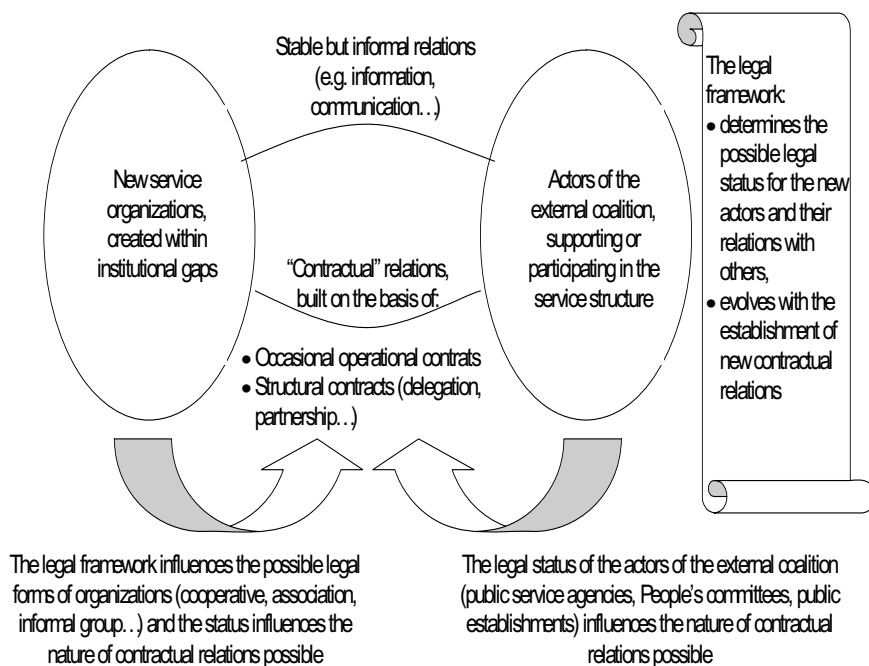 Stable but informal relations
(e.g. information,
communication…)
New service
organizations,
created within
institutional gaps
Actors of the
external coalition,
supporting or
participating in the
service structure
“Contractual” relations,
built on the basis of:
• Occasional operational contrats
• Structural contracts (delegation,
partnership…)
The legal
framework:
• determines the
possible legal
status for the new
actors and their
relations with
others,
• evolves with the
establishment of
new contractual
relations
The legal framework influences the possible legal
forms of organizations (cooperative, association,
informal group…) and the status influences the
nature of contractual relations possible
The legal status of the actors of the external coalition
(public service agencies, People’s committees, public
establishments) influences the nature of contractual
relations possible